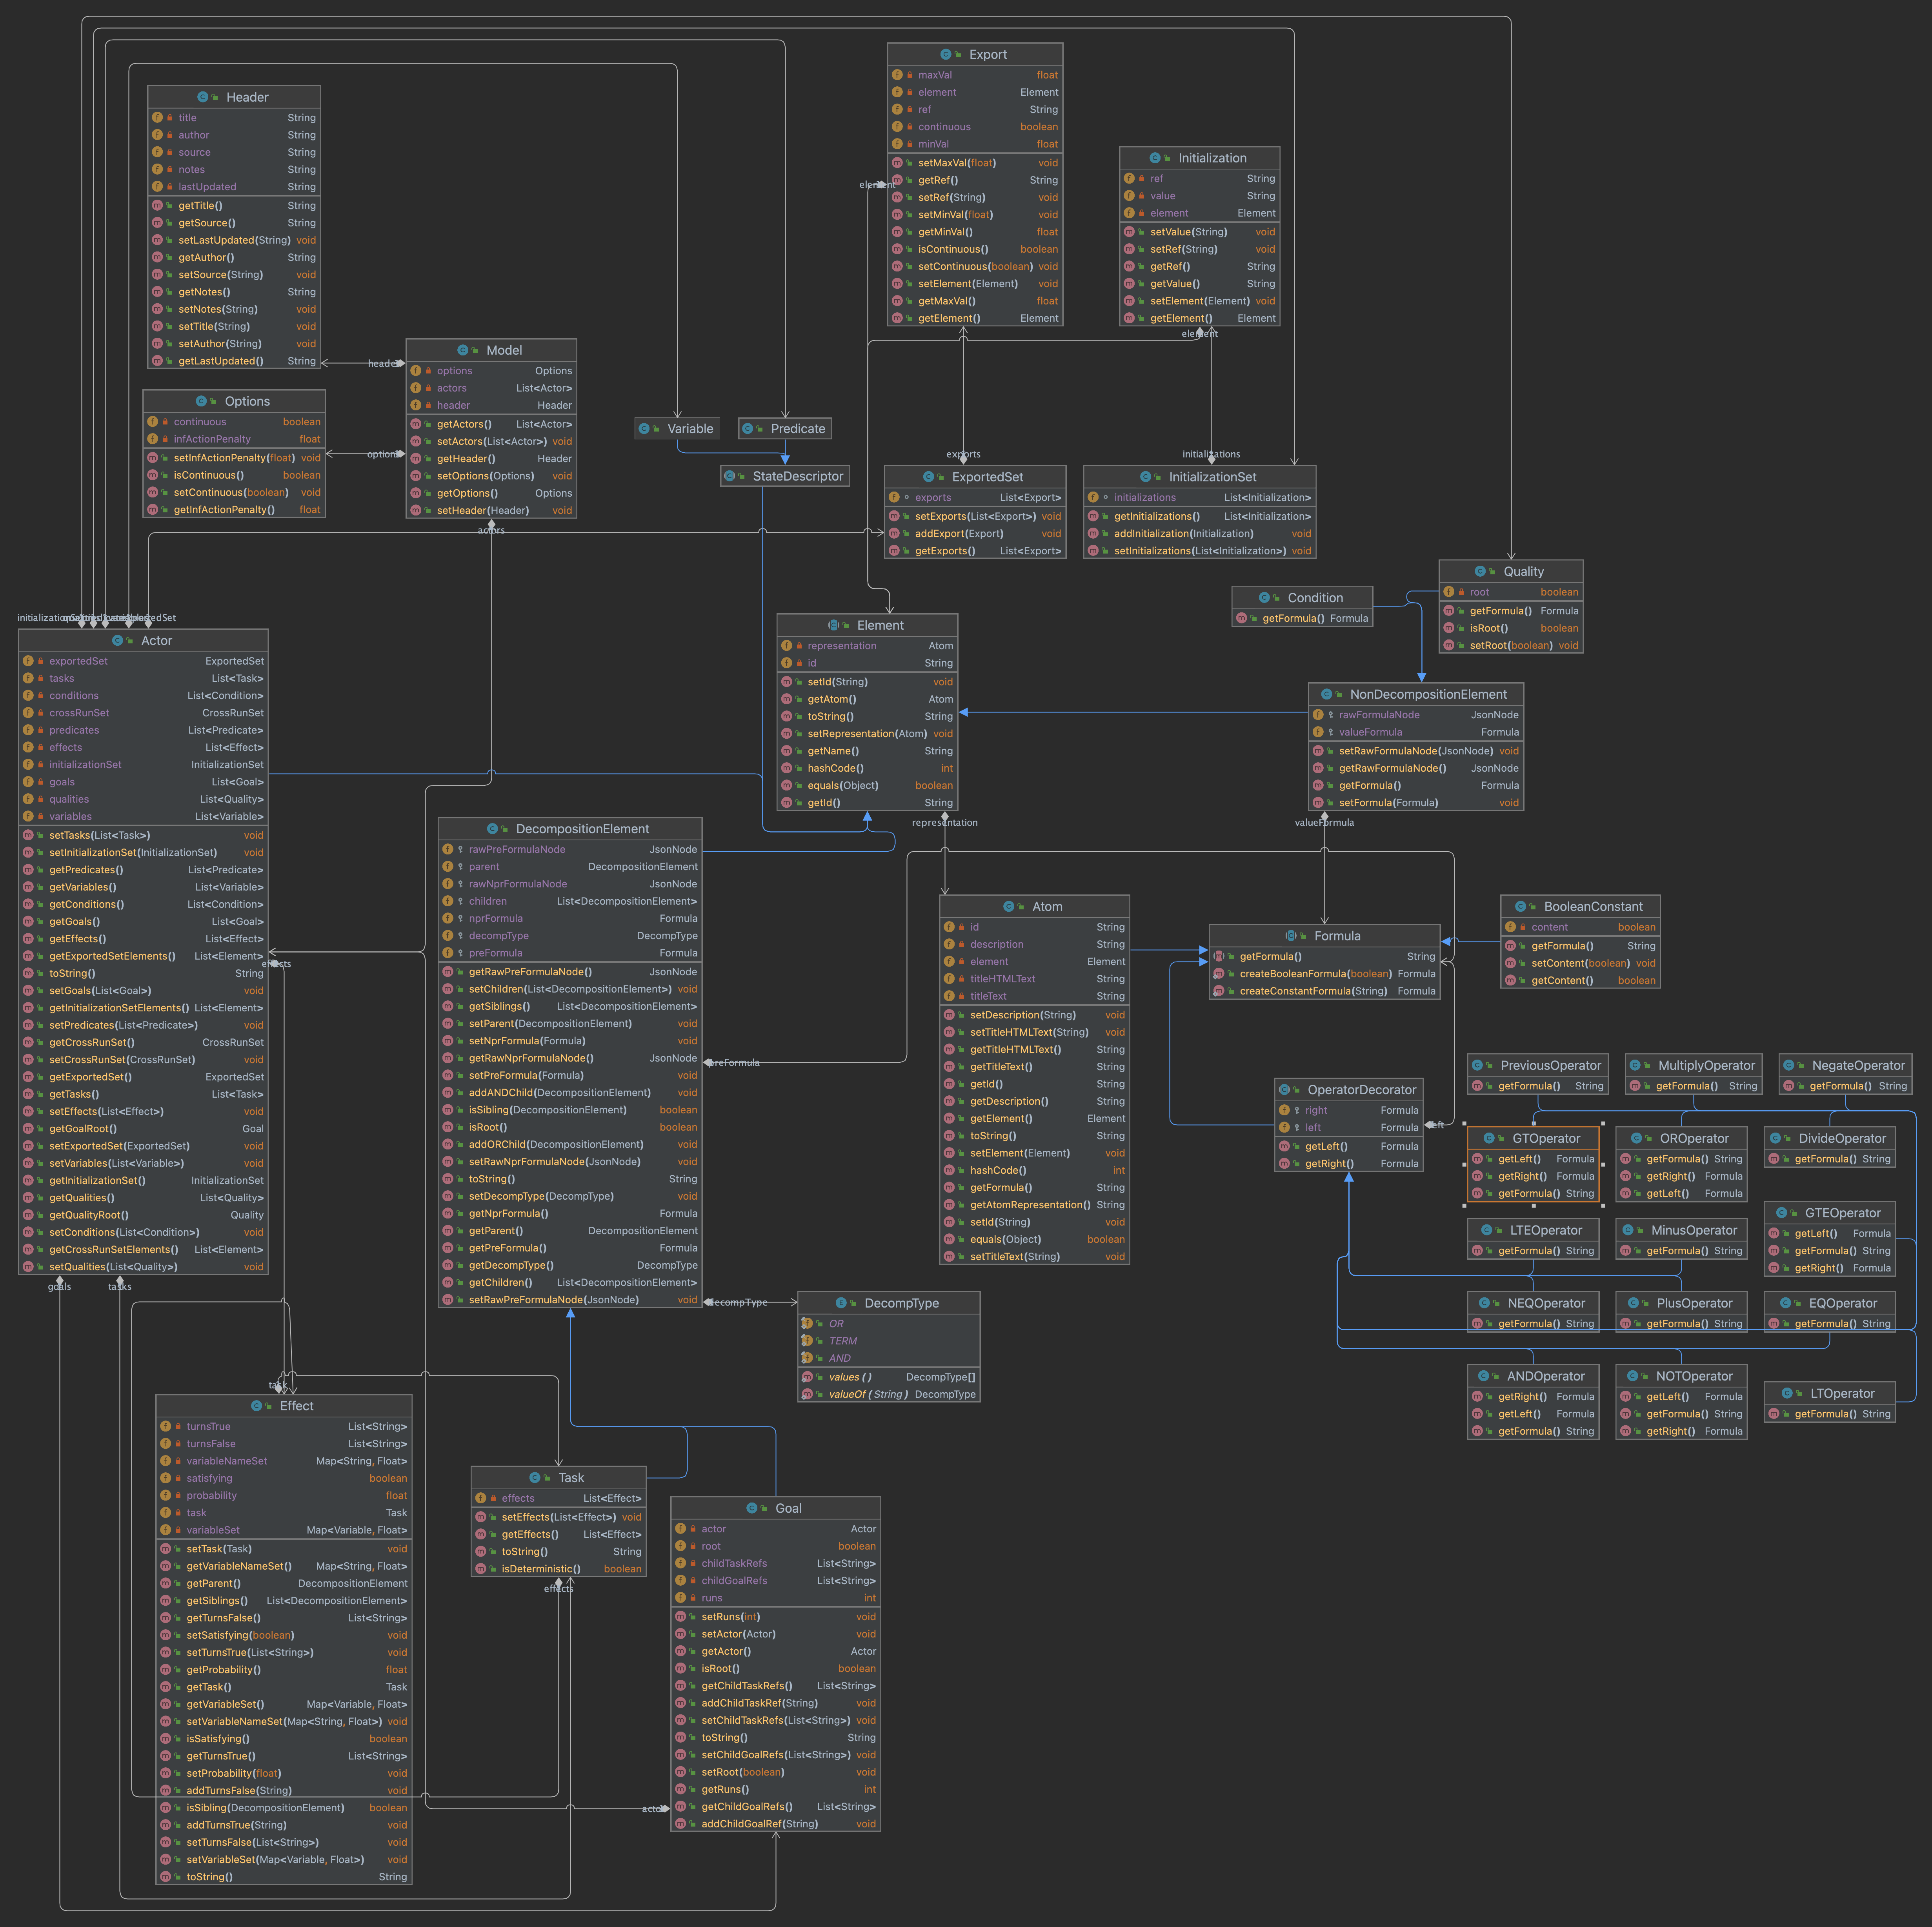 Header
title String
author String
source String
notes String
lastUpdated String
getTitle() String
getSource() String
setLastUpdated(String) void
getAuthor() String
setSource(String) void
getNotes() String
setNotes(String) void
setTitle(String) void
setAuthor(String) void
getLastUpdated() String
Export
maxVal float
element Element
ref String
continuous boolean
minVal float
setMaxVal(float) void
getRef() String
setRef(String) void
setMinVal(float) void
getMinVal() float
isContinuous() boolean
setContinuous(boolean) void
setElement(Element) void
getMaxVal() float
getElement() Element
Initialization
ref String
value String
element Element
setValue(String) void
setRef(String) void
getRef() String
getValue() String
setElement(Element) void
getElement() Element
element
Model
options Options
actors List<Actor>
header Header
getActors() List<Actor>
setActors(List<Actor>) void
getHeader() Header
setOptions(Options) void
getOptions() Options
setHeader(Header) void
actors
Options
continuous boolean
infActionPenalty float
setInfActionPenalty(float) void
isContinuous() boolean
setContinuous(boolean) void
getInfActionPenalty() float
Variable
Predicate
StateDescriptor
exports
ExportedSet
exports List<Export>
setExports(List<Export>) void
addExport(Export) void
getExports() List<Export>
initializations
InitializationSet
initializations List<Initialization>
getInitializations() List<Initialization>
addInitialization(Initialization) void
setInitializations(List<Initialization>) void
Quality
root boolean
getFormula() Formula
isRoot() boolean
setRoot(boolean) void
Condition
getFormula() Formula
Actor
exportedSet ExportedSet
tasks List<Task>
conditions List<Condition>
crossRunSet CrossRunSet
predicates List<Predicate>
effects List<Effect>
initializationSet InitializationSet
goals List<Goal>
qualities List<Quality>
variables List<Variable>
setTasks(List<Task>) void
setInitializationSet(InitializationSet) void
getPredicates() List<Predicate>
getVariables() List<Variable>
getConditions() List<Condition>
getGoals() List<Goal>
getEffects() List<Effect>
getExportedSetElements() List<Element>
toString() String
setGoals(List<Goal>) void
getInitializationSetElements() List<Element>
setPredicates(List<Predicate>) void
getCrossRunSet() CrossRunSet
setCrossRunSet(CrossRunSet) void
getExportedSet() ExportedSet
getTasks() List<Task>
setEffects(List<Effect>) void
getGoalRoot() Goal
setExportedSet(ExportedSet) void
setVariables(List<Variable>) void
getInitializationSet() InitializationSet
getQualities() List<Quality>
getQualityRoot() Quality
setConditions(List<Condition>) void
getCrossRunSetElements() List<Element>
setQualities(List<Quality>) void
goals
tasks
effects
Element
representation Atom
id String
setId(String) void
getAtom() Atom
toString() String
setRepresentation(Atom) void
getName() String
hashCode() int
equals(Object) boolean
getId() String
representation
NonDecompositionElement
rawFormulaNode JsonNode
valueFormula Formula
setRawFormulaNode(JsonNode) void
getRawFormulaNode() JsonNode
getFormula() Formula
setFormula(Formula) void
valueFormula
DecompositionElement
rawPreFormulaNode JsonNode
parent DecompositionElement
rawNprFormulaNode JsonNode
children List<DecompositionElement>
nprFormula Formula
decompType DecompType
preFormula Formula
getRawPreFormulaNode() JsonNode
setChildren(List<DecompositionElement>) void
getSiblings() List<DecompositionElement>
setParent(DecompositionElement) void
setNprFormula(Formula) void
getRawNprFormulaNode() JsonNode
setPreFormula(Formula) void
addANDChild(DecompositionElement) void
isSibling(DecompositionElement) boolean
isRoot() boolean
addORChild(DecompositionElement) void
setRawNprFormulaNode(JsonNode) void
toString() String
setDecompType(DecompType) void
getNprFormula() Formula
getParent() DecompositionElement
getPreFormula() Formula
getDecompType() DecompType
getChildren() List<DecompositionElement>
setRawPreFormulaNode(JsonNode) void
Atom
id String
description String
element Element
titleHTMLText String
titleText String
setDescription(String) void
setTitleHTMLText(String) void
getTitleHTMLText() String
getTitleText() String
getId() String
getDescription() String
getElement() Element
toString() String
setElement(Element) void
hashCode() int
getFormula() String
getAtomRepresentation() String
setId(String) void
equals(Object) boolean
setTitleText(String) void
Formula
getFormula() String
createBooleanFormula(boolean) Formula
createConstantFormula(String) Formula
BooleanConstant
content boolean
getFormula() String
setContent(boolean) void
getContent() boolean
OperatorDecorator
right Formula
left Formula
getLeft() Formula
getRight() Formula
PreviousOperator
getFormula() String
MultiplyOperator
getFormula() String
NegateOperator
getFormula() String
GTOperator
getLeft() Formula
getRight() Formula
getFormula() String
OROperator
getFormula() String
getRight() Formula
getLeft() Formula
DivideOperator
getFormula() String
LTEOperator
getFormula() String
MinusOperator
getFormula() String
GTEOperator
getLeft() Formula
getFormula() String
getRight() Formula
NEQOperator
getFormula() String
PlusOperator
getFormula() String
EQOperator
getFormula() String
ANDOperator
getRight() Formula
getLeft() Formula
getFormula() String
NOTOperator
getLeft() Formula
getFormula() String
getRight() Formula
LTOperator
getFormula() String
DecompType
OR
TERM
AND
values() DecompType[]
valueOf(String) DecompType
Effect
turnsTrue List<String>
turnsFalse List<String>
variableNameSet Map<String, Float>
satisfying boolean
probability float
task Task
variableSet Map<Variable, Float>
setTask(Task) void
getVariableNameSet() Map<String, Float>
getParent() DecompositionElement
getSiblings() List<DecompositionElement>
getTurnsFalse() List<String>
setSatisfying(boolean) void
setTurnsTrue(List<String>) void
getProbability() float
getTask() Task
getVariableSet() Map<Variable, Float>
setVariableNameSet(Map<String, Float>) void
isSatisfying() boolean
getTurnsTrue() List<String>
setProbability(float) void
addTurnsFalse(String) void
isSibling(DecompositionElement) boolean
addTurnsTrue(String) void
setTurnsFalse(List<String>) void
setVariableSet(Map<Variable, Float>) void
toString() String
Task
effects List<Effect>
setEffects(List<Effect>) void
getEffects() List<Effect>
toString() String
isDeterministic() boolean
effects
Goal
actor Actor
root boolean
childTaskRefs List<String>
childGoalRefs List<String>
runs int
setRuns(int) void
setActor(Actor) void
getActor() Actor
isRoot() boolean
getChildTaskRefs() List<String>
addChildTaskRef(String) void
setChildTaskRefs(List<String>) void
toString() String
setChildGoalRefs(List<String>) void
setRoot(boolean) void
getRuns() int
getChildGoalRefs() List<String>
addChildGoalRef(String) void